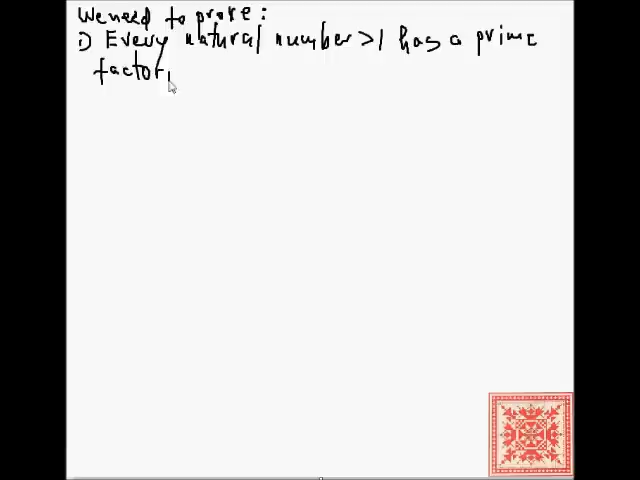 We need to prove:
1) Every natural number >1 has a prime
factor,